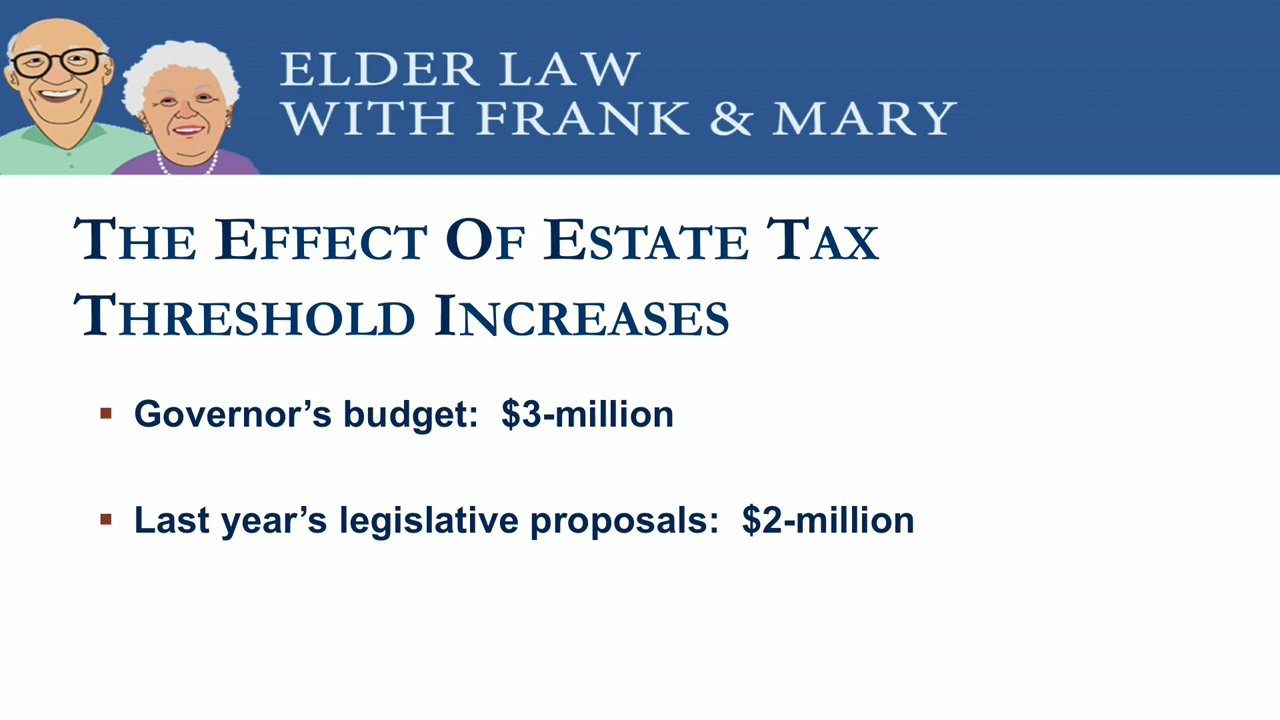 ELDER LAW
WITH FRANK & MARY
THE EFFECT OF ESTATE TAX
THRESHOLD INCREASES
▪ Governor’s budget: $3-million
▪ Last year’s legislative proposals: $2-million